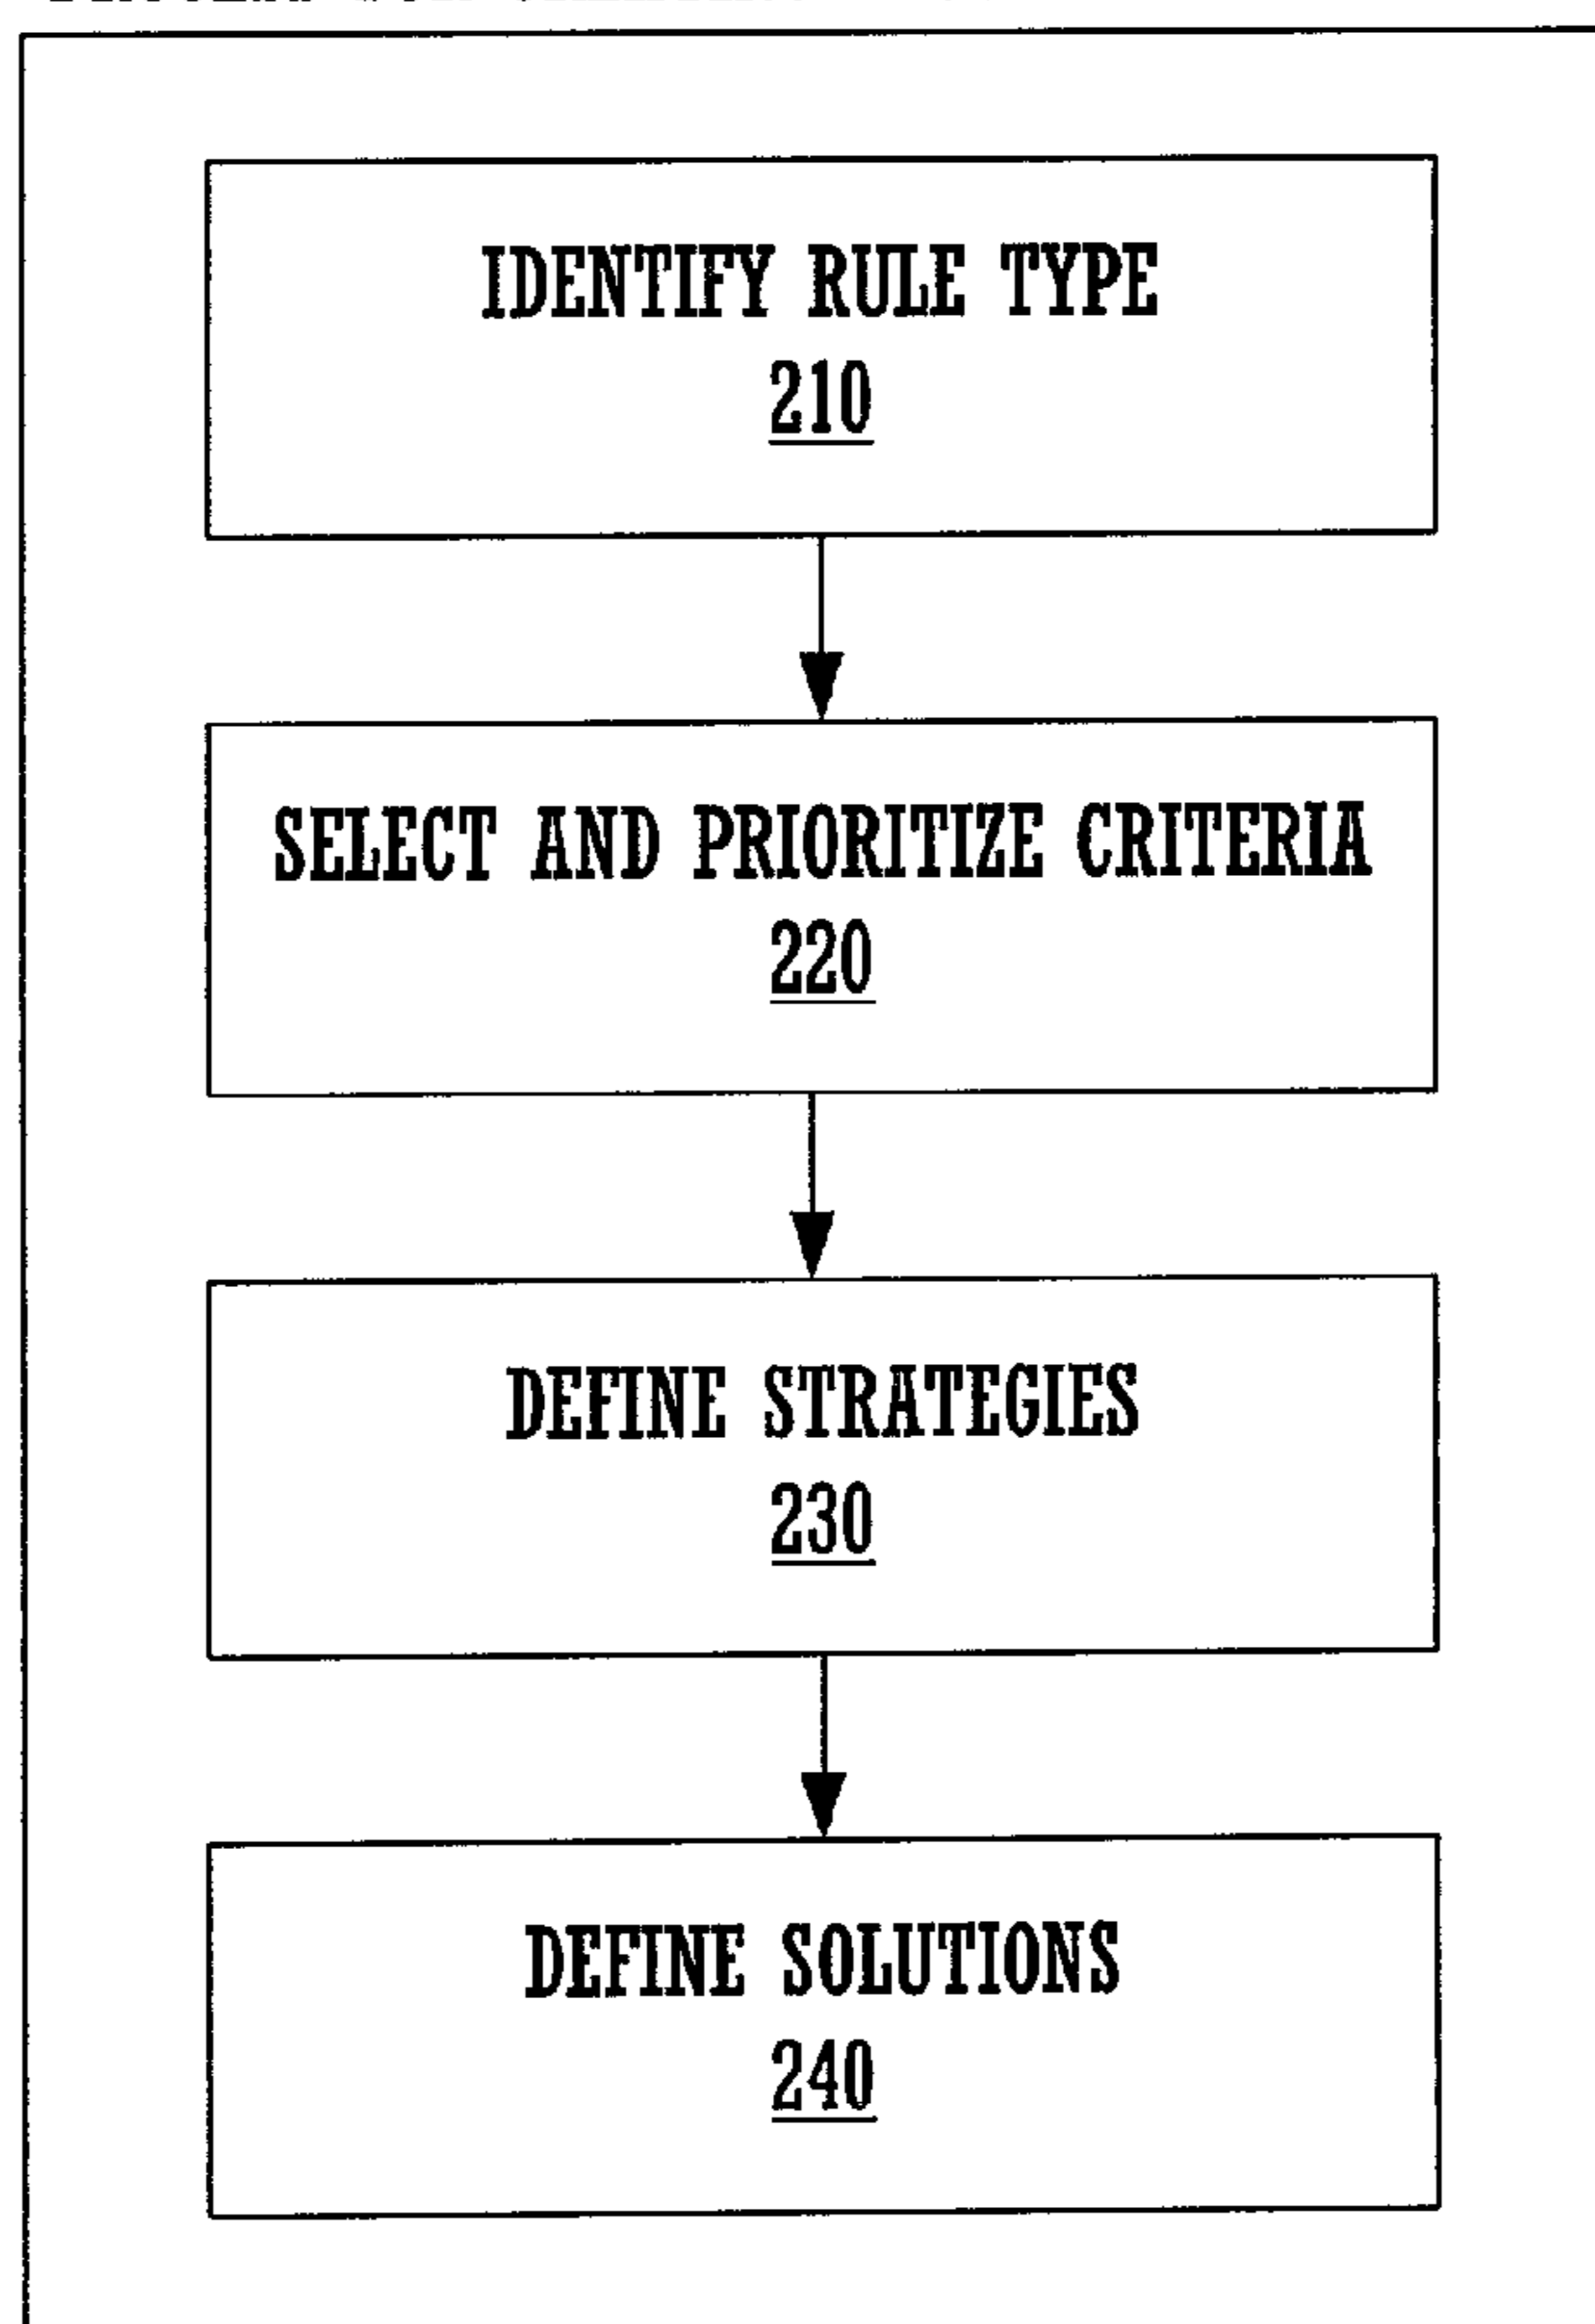 IDENTIFY RULE TYPE
210
SELECT AND PRIORITIZE CRITERIA
220
DEFINE STRATEGIES
230
DEFINE SOLUTIONS
240